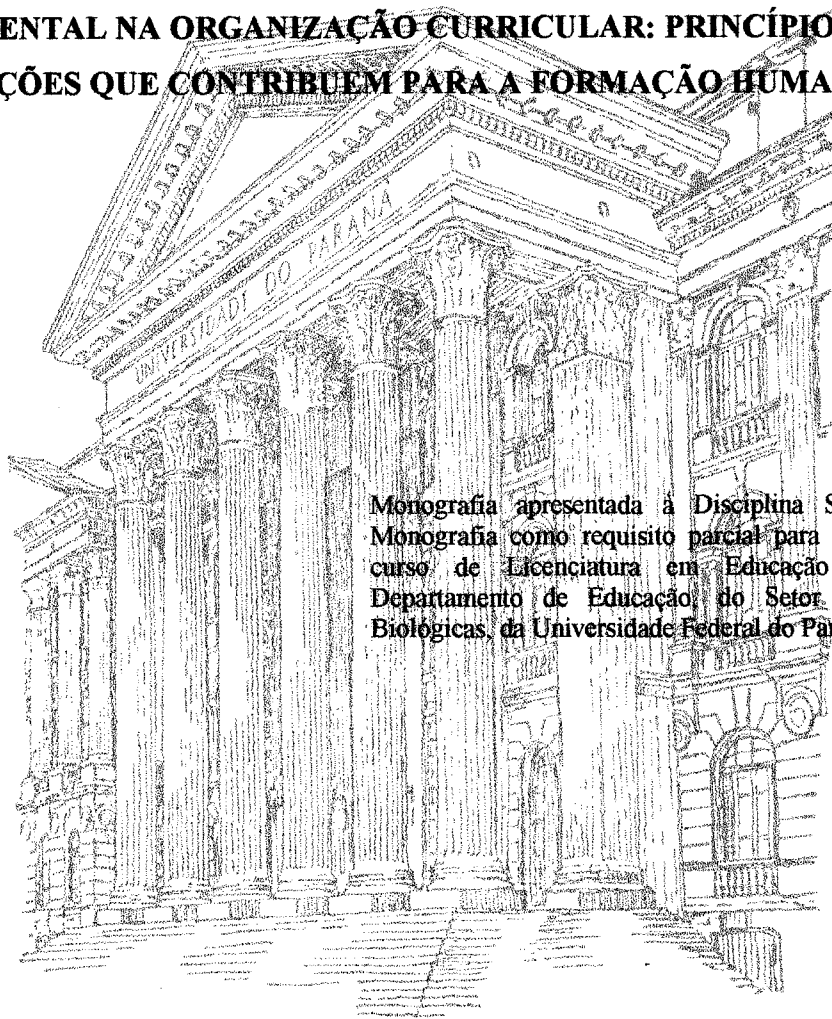 ENTAL NA ORGANIZAÇÃO CURRICULAR: PRINCÍPIO
ÇÕES QUE CONTRIBUEM PARA A FORMAÇÃO HUMA
UNIVERSIDADE DO PARANÁ
Monografia apresentada à Disciplina S
Monografia como requisito parcial para
curso de Licenciatura em Educação
Departamento de Educação, do Setor
Biológicas, da Universidade Federal do Par